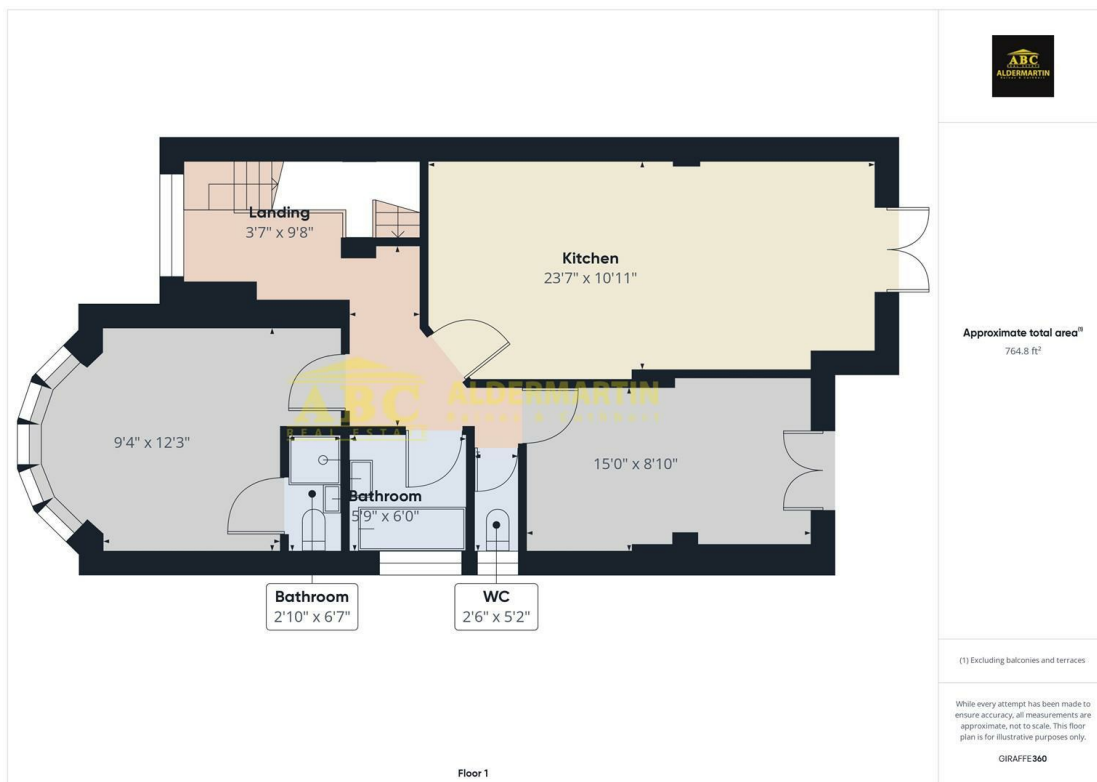 ABC
REAL ESTATE
ALDERMARTIN
Landing
3'7" x 9'8"
Kitchen
23'7" x 10'11"
Approximate total area(1)
764.8 ft²
ABC
REAL ESTATE
ALDERMARTIN
9'4" x 12'3"
15'0" x 8'10"
Bathroom
5'9" x 6'0"
Bathroom
2'10" x 6'7"
WC
2'6" x 5'2"
(1) Excluding balconies and terraces
While every attempt has been made to
ensure accuracy, all measurements are
approximate, not to scale. This floor
plan is for illustrative purposes only.
GIRAFFE360
Floor 1